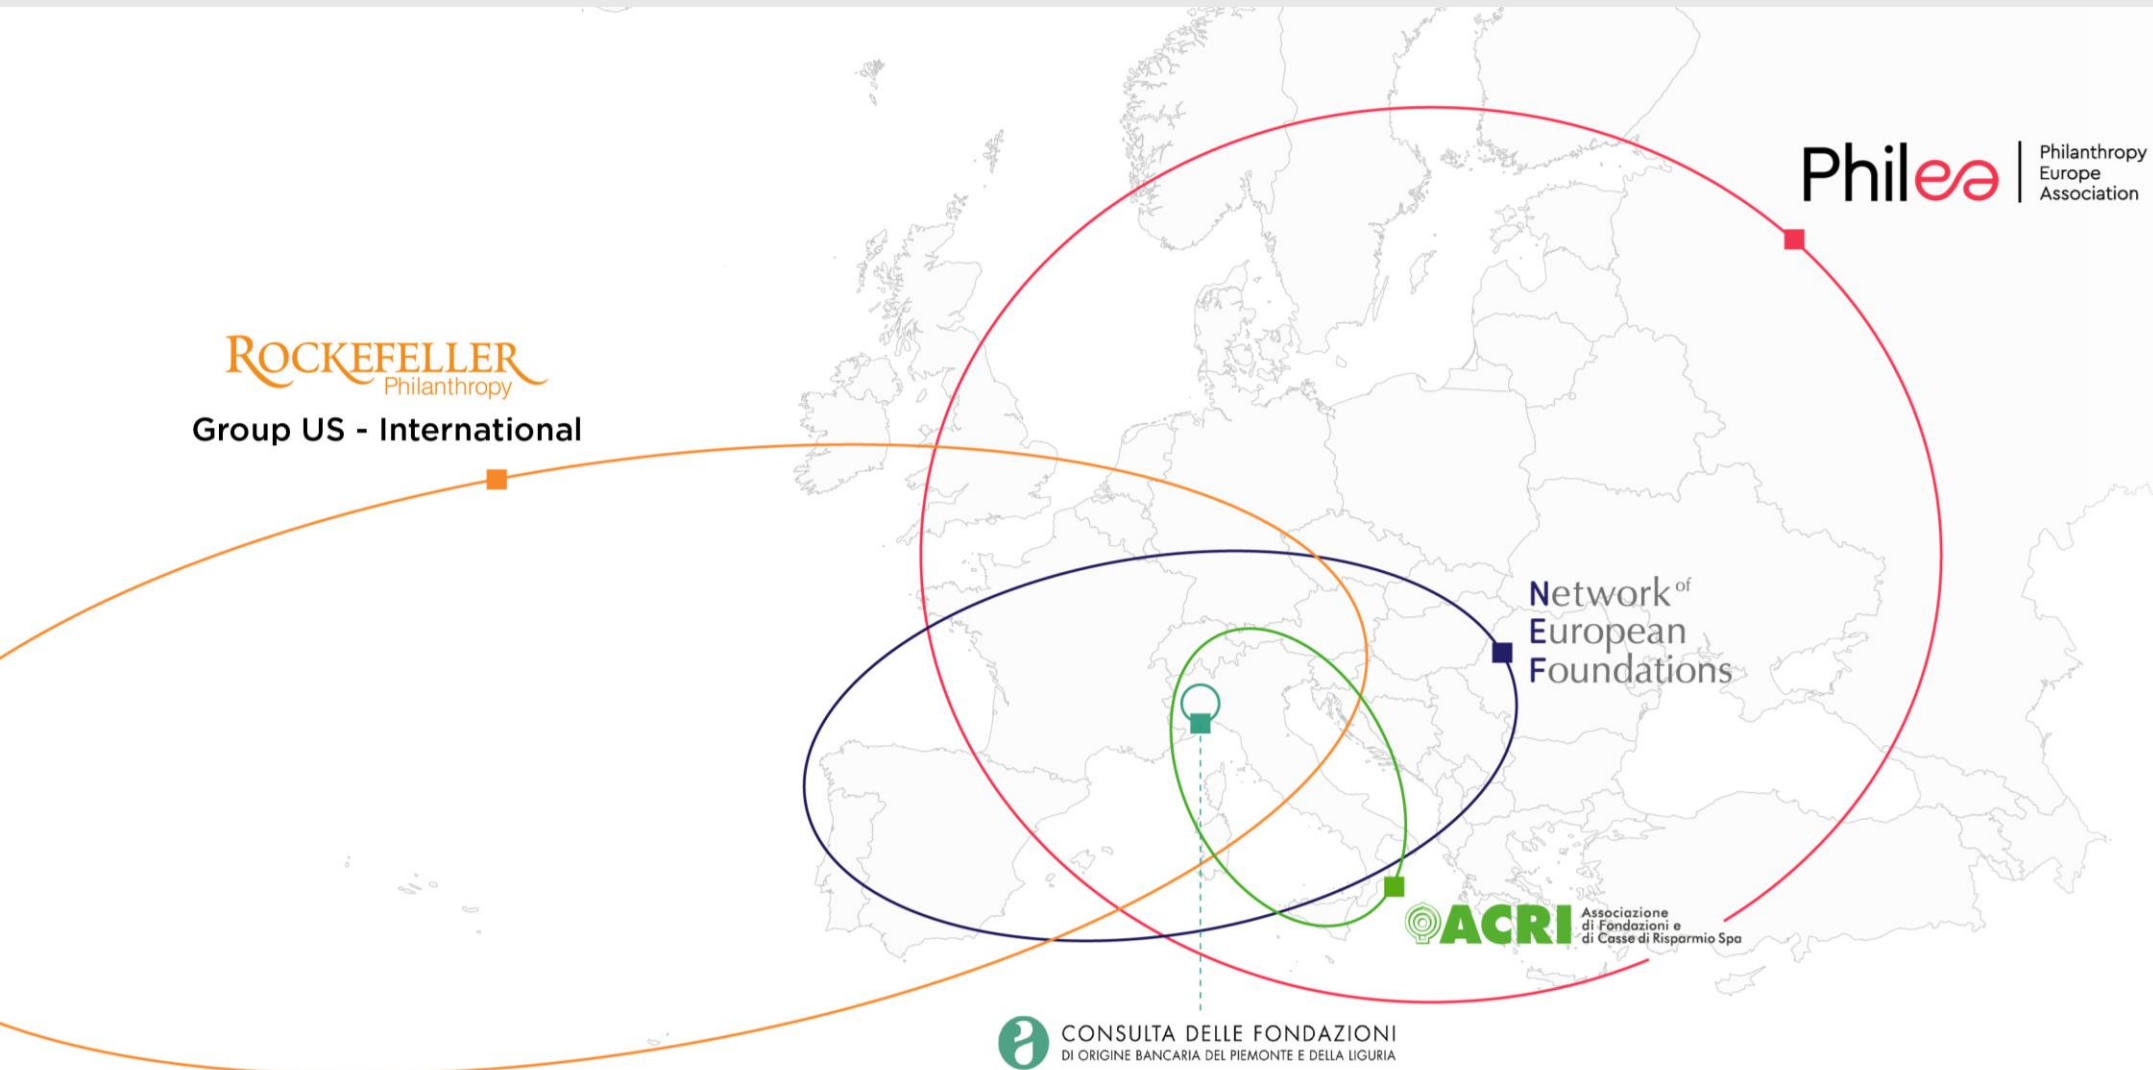 Philea
Philanthropy
Europe
Association
ROCKEFELLER
Philanthropy
Group US - International
Network of
European
Foundations
ACRI
Associazione
di Fondazioni e
di Casse di Risparmio Spa
CONSULTA DELLE FONDAZIONI
DI ORIGINE BANCARIA DEL PIEMONTE E DELLA LIGURIA